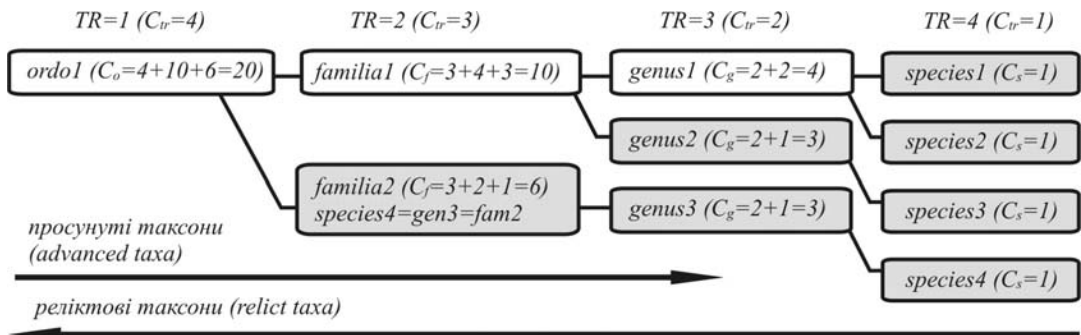 TR=1 (Ctr=4) TR=2 (Ctr=3) TR=3 (Ctr=2) TR=4 (Ctr=1)
ordo1 (Co=4+10+6=20) familia1 (Cf=3+4+3=10) genus1 (Cg=2+2=4) species1 (Cs=1)
genus2 (Cg=2+1=3) species2 (Cs=1)
familia2 (Cf=3+2+1=6)
species4=gen3=fam2
genus3 (Cg=2+1=3) species3 (Cs=1)
просунуті таксони
(advanced taxa)
species4 (Cs=1)
реліктові таксони (relict taxa)